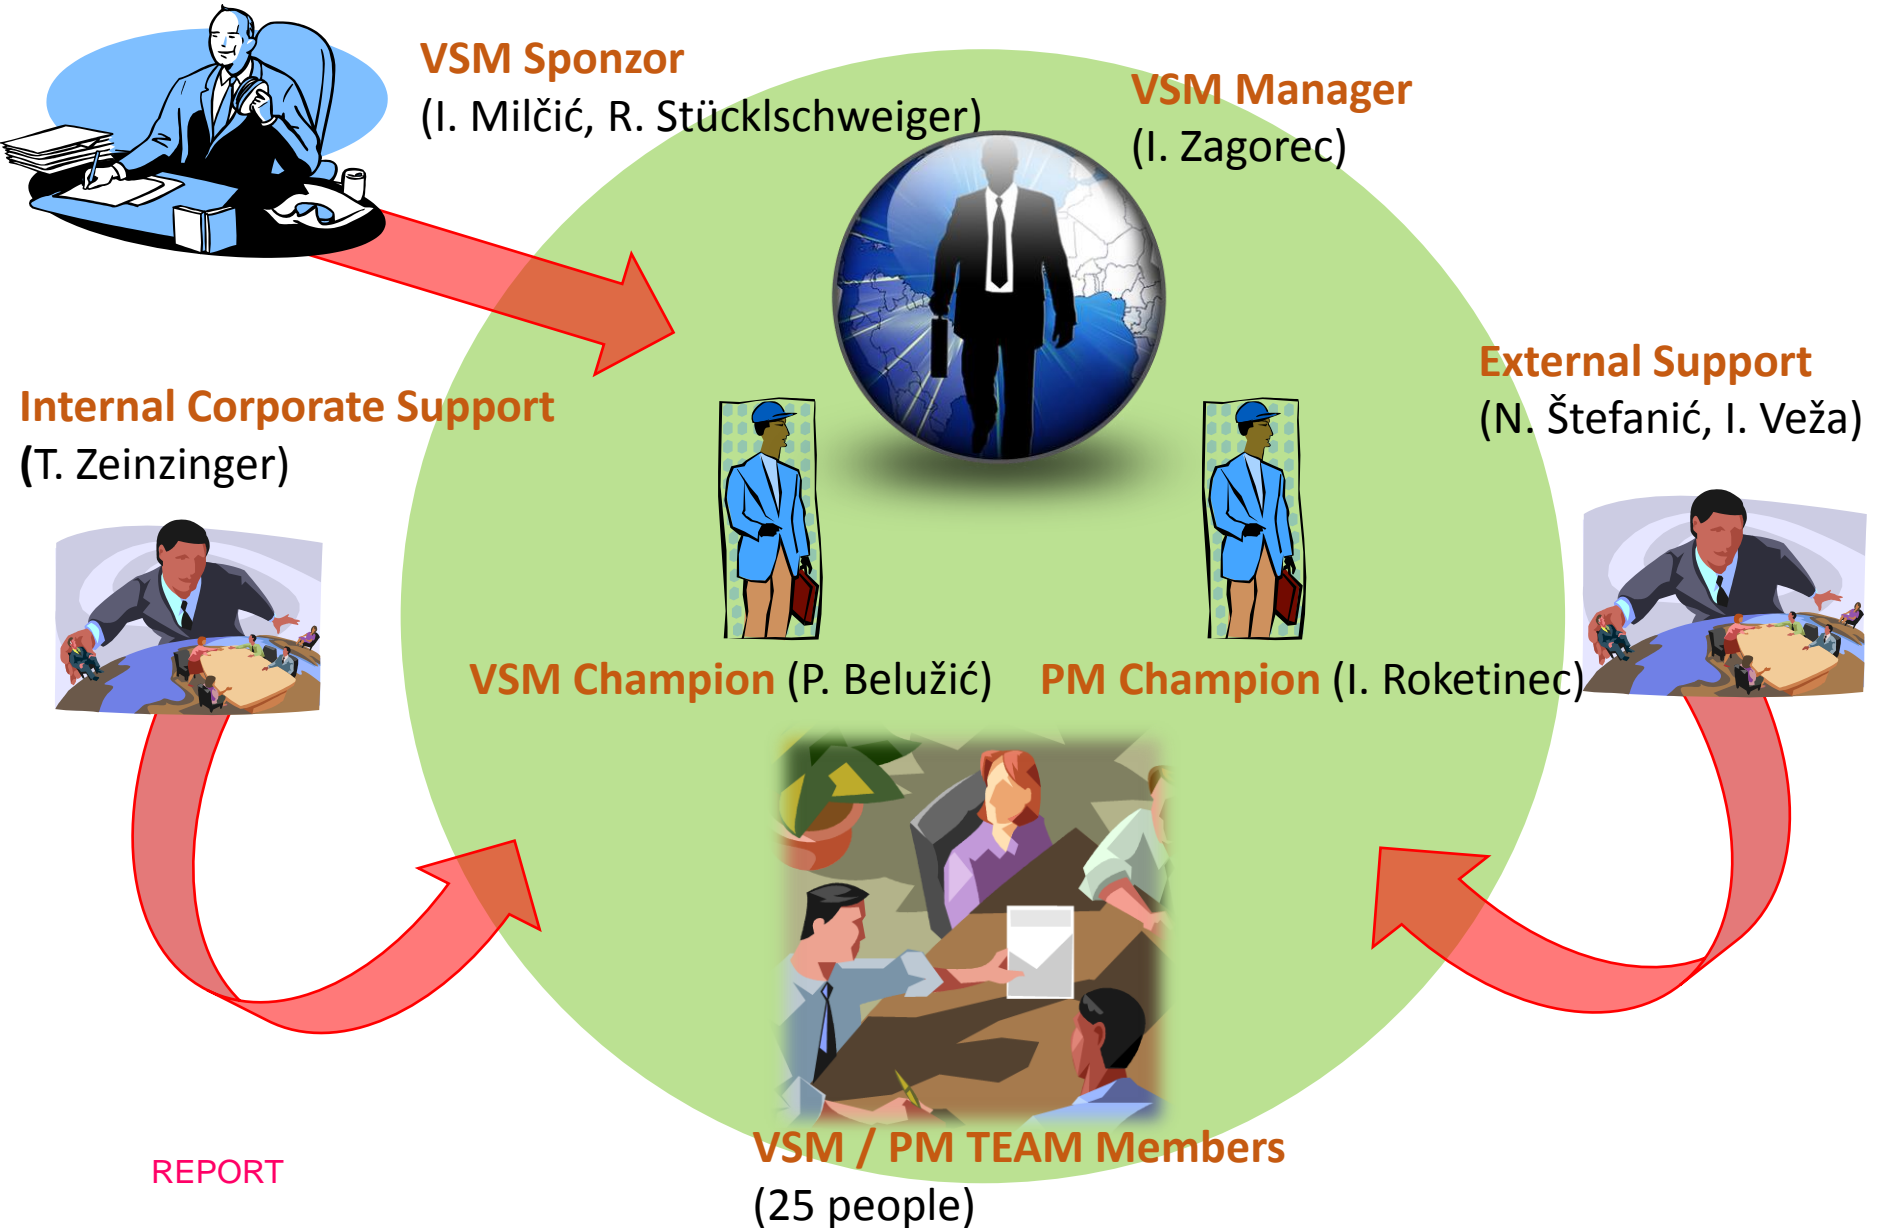 VSM Sponzor
(I. Milčić, R. Stücklschweiger)
VSM Manager
(I. Zagorec)
External Support
(N. Štefanić, I. Veža)
Internal Corporate Support
(T. Zeinzinger)
VSM Champion (P. Belužić)
PM Champion (I. Roketinec)
VSM / PM TEAM Members
(25 people)
REPORT